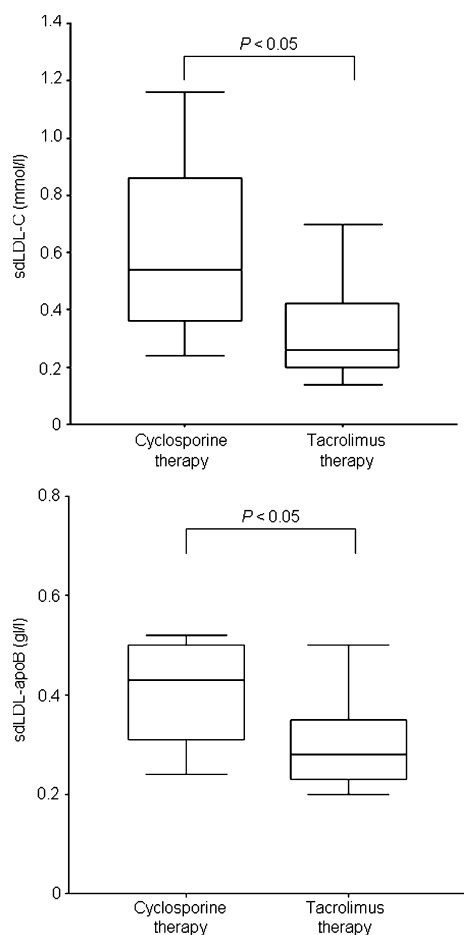 1.4
P < 0.05
1.2
1.0
0.8
sdLDL-C (mmol/l)
0.6
0.4
0.2
0
Cyclosporine
therapy
Tacrolimus
therapy
0.8
P < 0.05
0.6
sdLDL-apoB (gl/l)
0.4
0.2
0
Cyclosporine
therapy
Tacrolimus
therapy